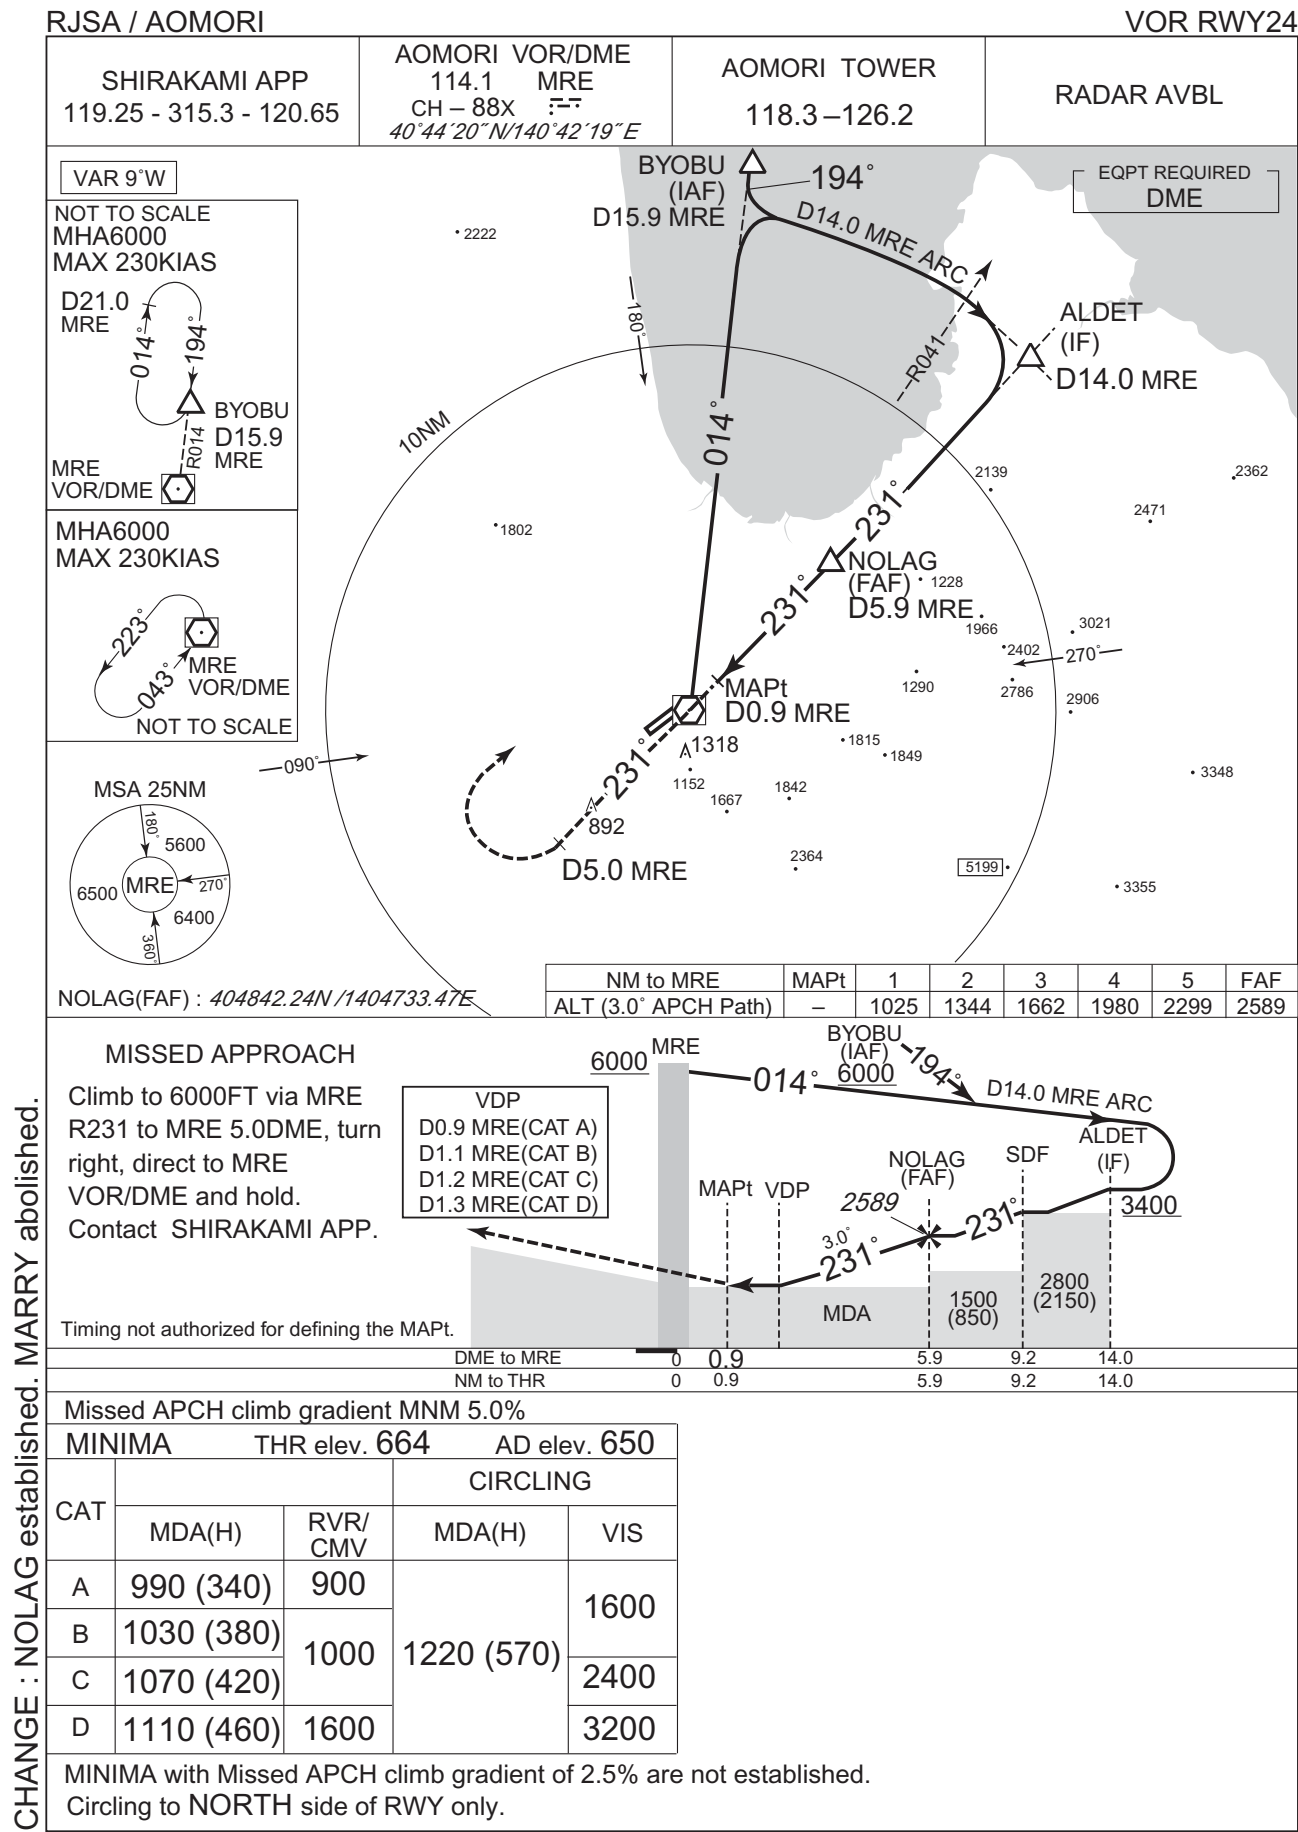 RJSA / AOMORI
VOR RWY24
SHIRAKAMI APP
119.25 - 315.3 - 120.65
AOMORI VOR/DME
114.1 MRE
CH – 88X
40°44´20˝N/140°42´19˝E
AOMORI TOWER
118.3 –126.2
RADAR AVBL
VAR 9°W
EQPT REQUIRED
DME
NOT TO SCALE
MHA6000
MAX 230KIAS
D21.0
MRE
014°
194°
BYOBU
D15.9
MRE
R014
MRE
VOR/DME
MHA6000
MAX 230KIAS
223°
043°
MRE
VOR/DME
NOT TO SCALE
BYOBU
(IAF)
D15.9 MRE
194°
D14.0 MRE ARC
2222
180°
R041
ALDET
(IF)
D14.0 MRE
10NM
014°
2139
2362
2471
1802
231°
NOLAG
(FAF)
D5.9 MRE
1228
231°
1966
3021
2402
270°
1290
2786
2906
MAPt
D0.9 MRE
1318
1815
1849
090°
231°
1152
1667
1842
3348
892
D5.0 MRE
2364
5199
3355
MSA 25NM
180°
5600
MRE
270°
6500
6400
360°
NOLAG(FAF) : 404842.24N /1404733.47E
NM to MRE MAPt 1 2 3 4 5 FAF
ALT (3.0° APCH Path) – 1025 1344 1662 1980 2299 2589
MISSED APPROACH
Climb to 6000FT via MRE
R231 to MRE 5.0DME, turn
right, direct to MRE
VOR/DME and hold.
Contact SHIRAKAMI APP.
Timing not authorized for defining the MAPt.
VDP
D0.9 MRE(CAT A)
D1.1 MRE(CAT B)
D1.2 MRE(CAT C)
D1.3 MRE(CAT D)
6000
MRE
BYOBU
(IAF)
6000
194°
014°
D14.0 MRE ARC
ALDET
(IF)
3400
SDF
NOLAG
(FAF)
2589
MAPt
VDP
231°
3.0°
231°
MDA
1500
(850)
2800
(2150)
DME to MRE 0 0.9 5.9 9.2 14.0
NM to THR 0 0.9 5.9 9.2 14.0
Missed APCH climb gradient MNM 5.0%
MINIMA THR elev. 664 AD elev. 650
CAT
CIRCLING
MDA(H)
RVR/
CMV
MDA(H)
VIS
A 990 (340) 900
1600
B 1030 (380)
1000
1220 (570)
C 1070 (420)
2400
D 1110 (460) 1600
3200
MINIMA with Missed APCH climb gradient of 2.5% are not established.
Circling to NORTH side of RWY only.
CHANGE : NOLAG established. MARRY abolished.